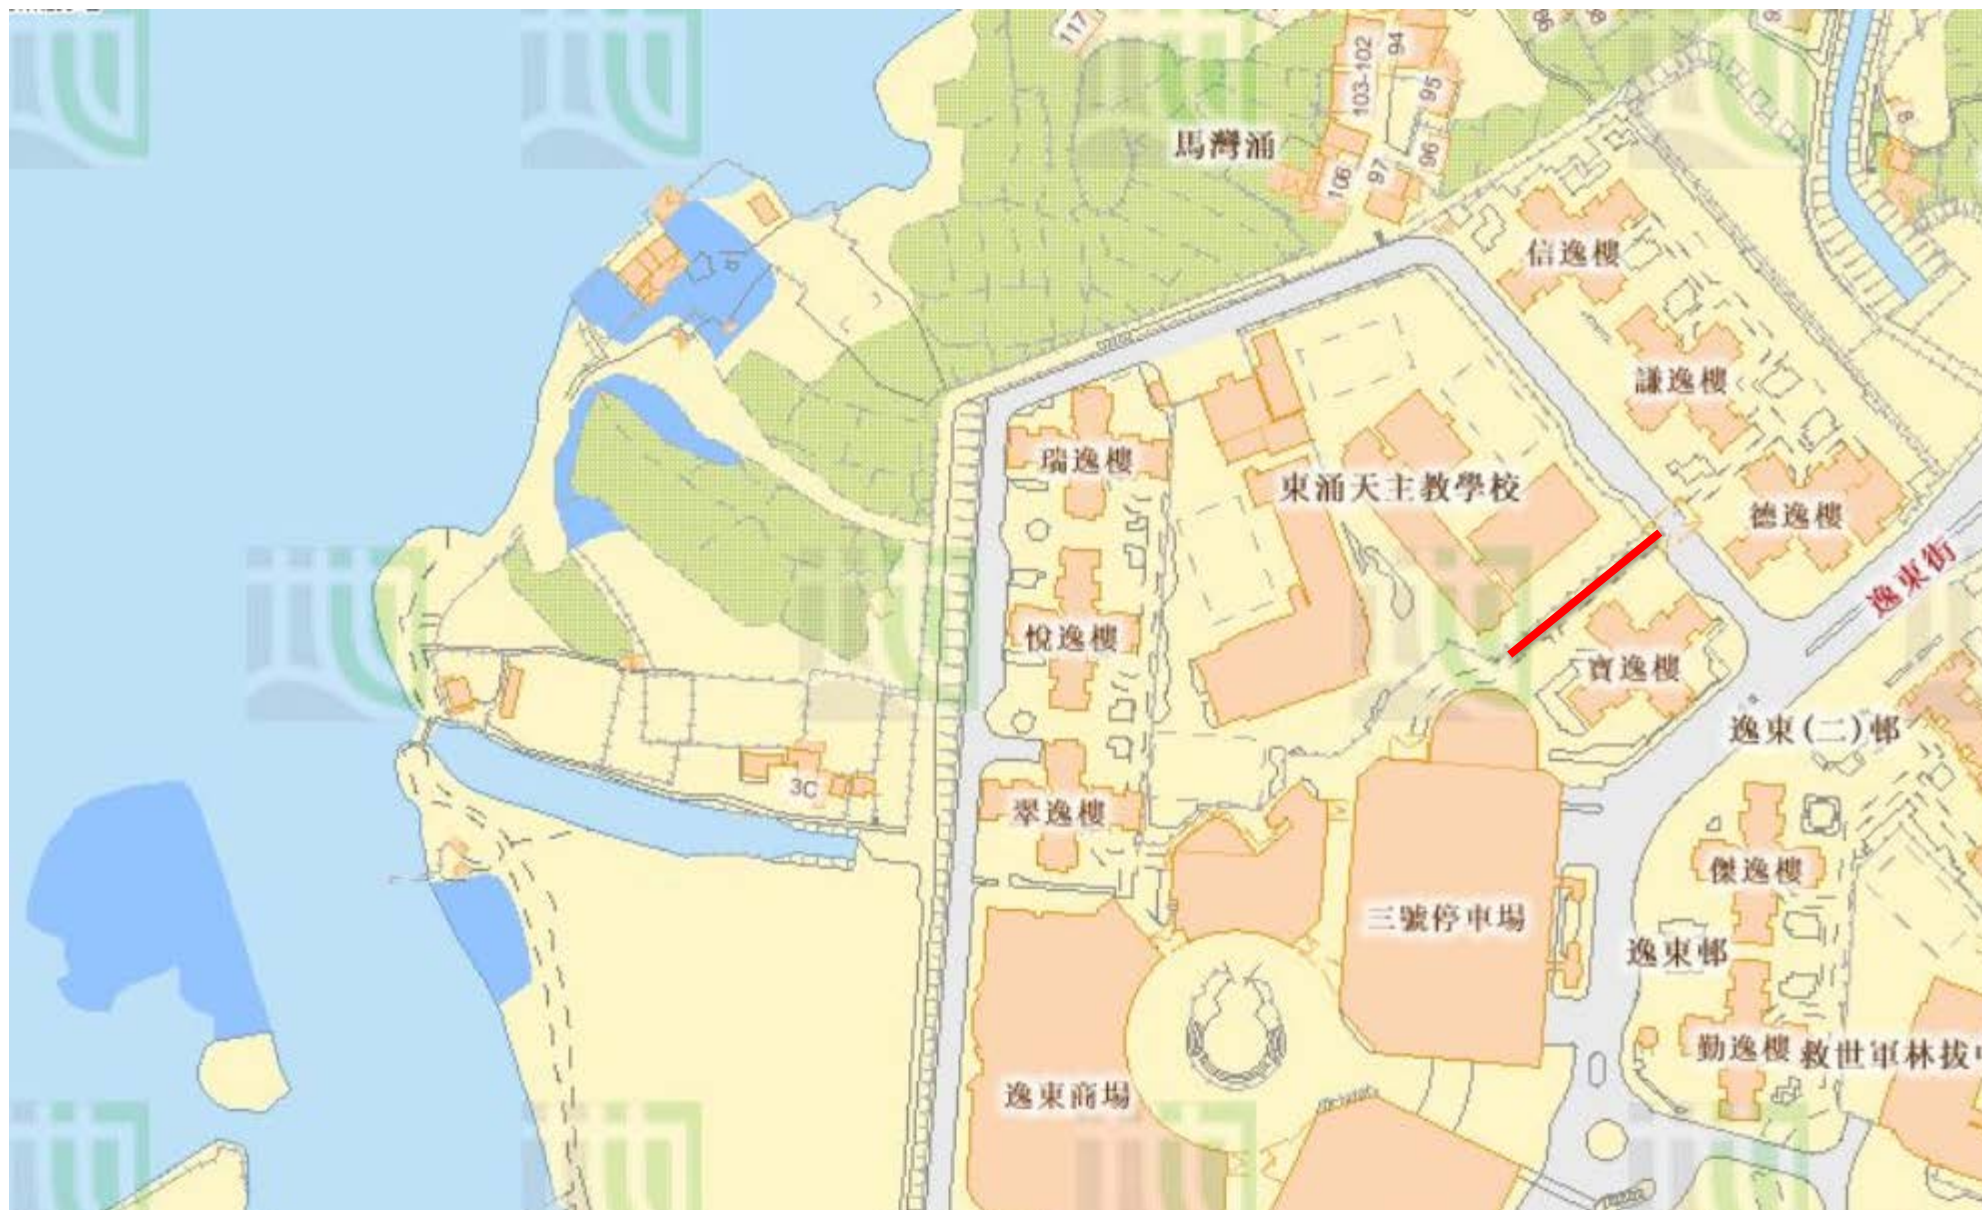 117
94
103-102
95
馬灣涌
96
97
106
8
信逸樓
謙逸樓
瑞逸樓
東涌天主教學校
德逸樓
逸東街
悅逸樓
寶逸樓
逸東(二)邨
3C
翠逸樓
傑逸樓
三號停車場
逸東邨
勤逸樓
救世軍林拔
逸東商場